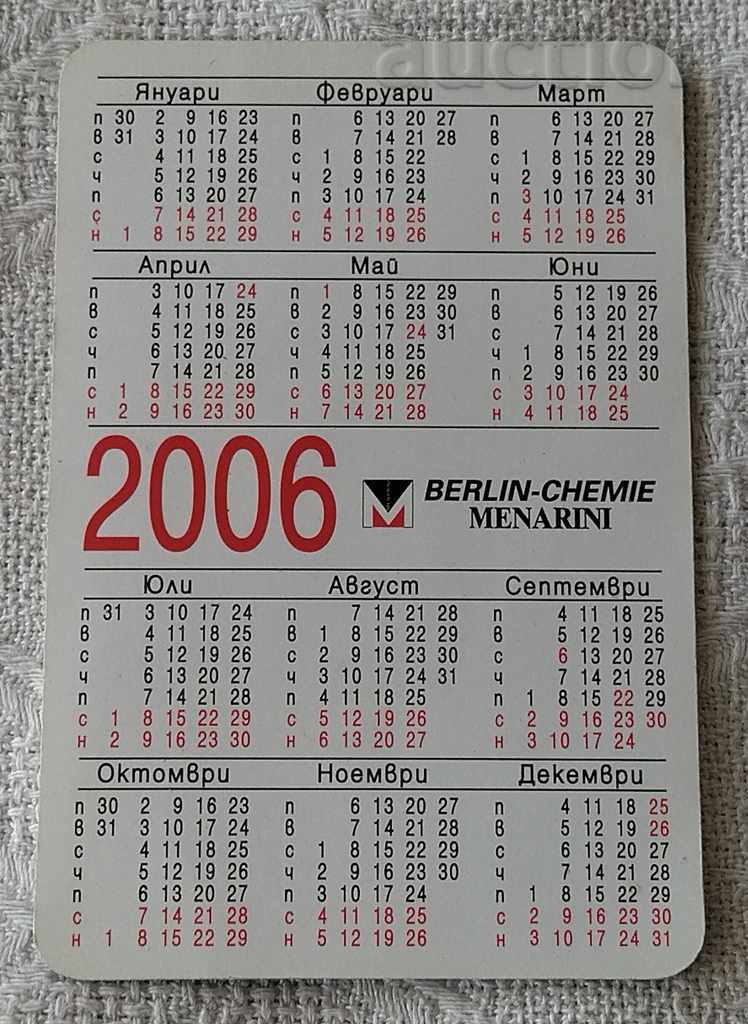 auction
Януари Февруари Март
п 30 2 9 16 23 п 6 13 20 27 п 6 13 20 27
в 31 3 10 17 24 в 7 14 21 28 в 7 14 21 28
с 4 11 18 25 с 1 8 15 22 с 1 8 15 22 29
ч 5 12 19 26 ч 2 9 16 23 ч 2 9 16 23 30
п 6 13 20 27 п 3 10 17 24 п 3 10 17 24 31
с 7 14 21 28 с 4 11 18 25 с 4 11 18 25
н 1 8 15 22 29 н 5 12 19 26 н 5 12 19 26
Април Май Юни
п 3 10 17 24 п 1 8 15 22 29 п 5 12 19 26
в 4 11 18 25 в 2 9 16 23 30 в 6 13 20 27
с 5 12 19 26 с 3 10 17 24 31 с 7 14 21 28
ч 6 13 20 27 ч 4 11 18 25 ч 1 8 15 22 29
п 7 14 21 28 п 5 12 19 26 п 2 9 16 23 30
с 1 8 15 22 29 с 6 13 20 27 с 3 10 17 24
н 2 9 16 23 30 н 7 14 21 28 н 4 11 18 25
2006 BERLIN-CHEMIE
MENARINI
Юли Август Септември
п 31 3 10 17 24 п 7 14 21 28 п 4 11 18 25
в 4 11 18 25 в 1 8 15 22 29 в 5 12 19 26
с 5 12 19 26 с 2 9 16 23 30 с 6 13 20 27
ч 6 13 20 27 ч 3 10 17 24 31 ч 7 14 21 28
п 7 14 21 28 п 4 11 18 25 п 1 8 15 22 29
с 1 8 15 22 29 с 5 12 19 26 с 2 9 16 23 30
н 2 9 16 23 30 н 6 13 20 27 н 3 10 17 24
Октомври Ноември Декември
п 30 2 9 16 23 п 6 13 20 27 п 4 11 18 25
в 31 3 10 17 24 в 7 14 21 28 в 5 12 19 26
с 4 11 18 25 с 1 8 15 22 29 с 6 13 20 27
ч 5 12 19 26 ч 2 9 16 23 30 ч 7 14 21 28
п 6 13 20 27 п 3 10 17 24 п 1 8 15 22 29
с 7 14 21 28 с 4 11 18 25 с 2 9 16 23 30
н 1 8 15 22 29 н 5 12 19 26 н 3 10 17 24 31